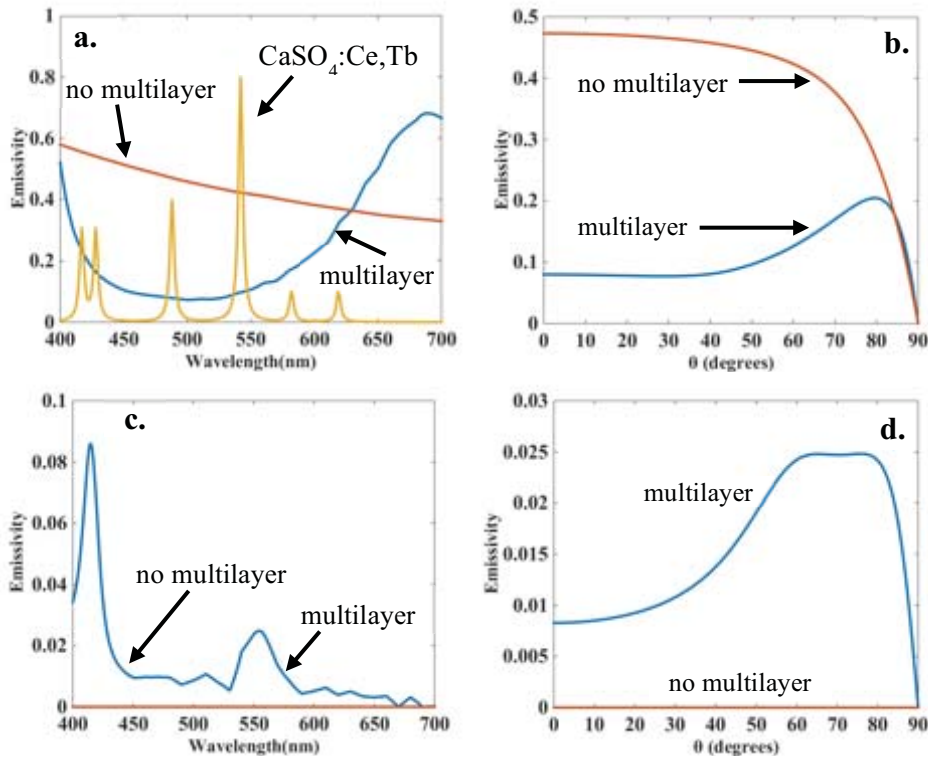 a.
CaSO4:Ce,Tb
no multilayer
multilayer
Emissivity
1
0.8
0.6
0.4
0.2
0
400 450 500 550 600 650 700
Wavelength(nm)
b.
no multilayer
multilayer
Emissivity
0.5
0.4
0.3
0.2
0.1
0
0 10 20 30 40 50 60 70 80 90
θ (degrees)
c.
no multilayer
multilayer
Emissivity
0.1
0.08
0.06
0.04
0.02
0
400 450 500 550 600 650 700
Wavelength(nm)
d.
multilayer
no multilayer
Emissivity
0.03
0.025
0.02
0.015
0.01
0.005
0
0 10 20 30 40 50 60 70 80 90
θ (degrees)